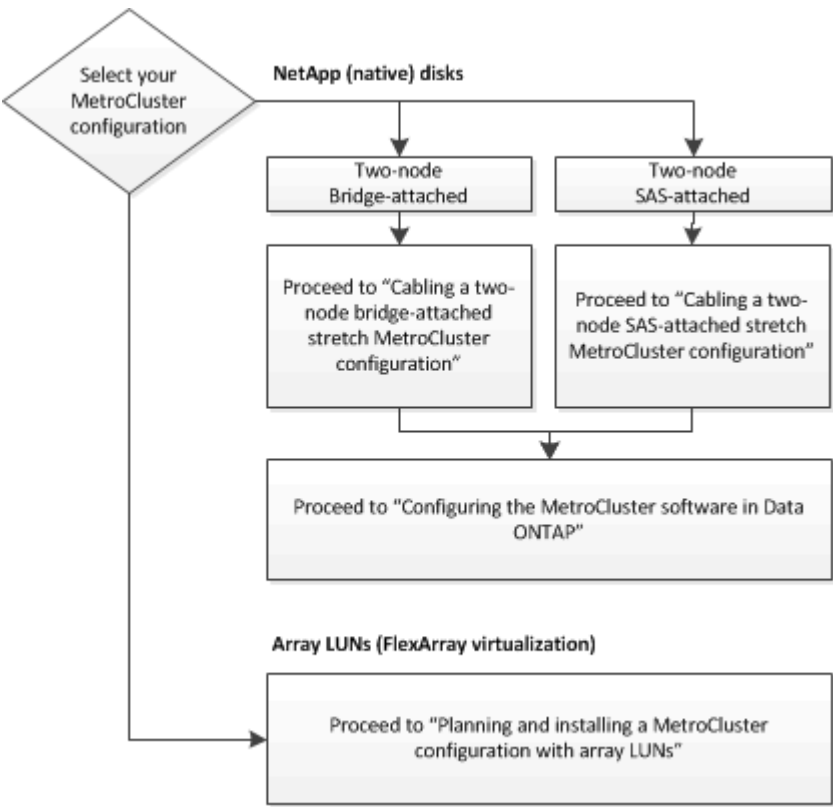 Select your
MetroCluster
configuration
NetApp (native) disks
Two-node
Bridge-attached
Two-node
SAS-attached
Proceed to “Cabling a two-
node bridge-attached
stretch MetroCluster
configuration”
Proceed to “Cabling a two-
node SAS-attached stretch
MetroCluster configuration”
Proceed to “Configuring the MetroCluster software in Data
ONTAP”
Array LUNs (FlexArray virtualization)
Proceed to “Planning and installing a MetroCluster
configuration with array LUNs”